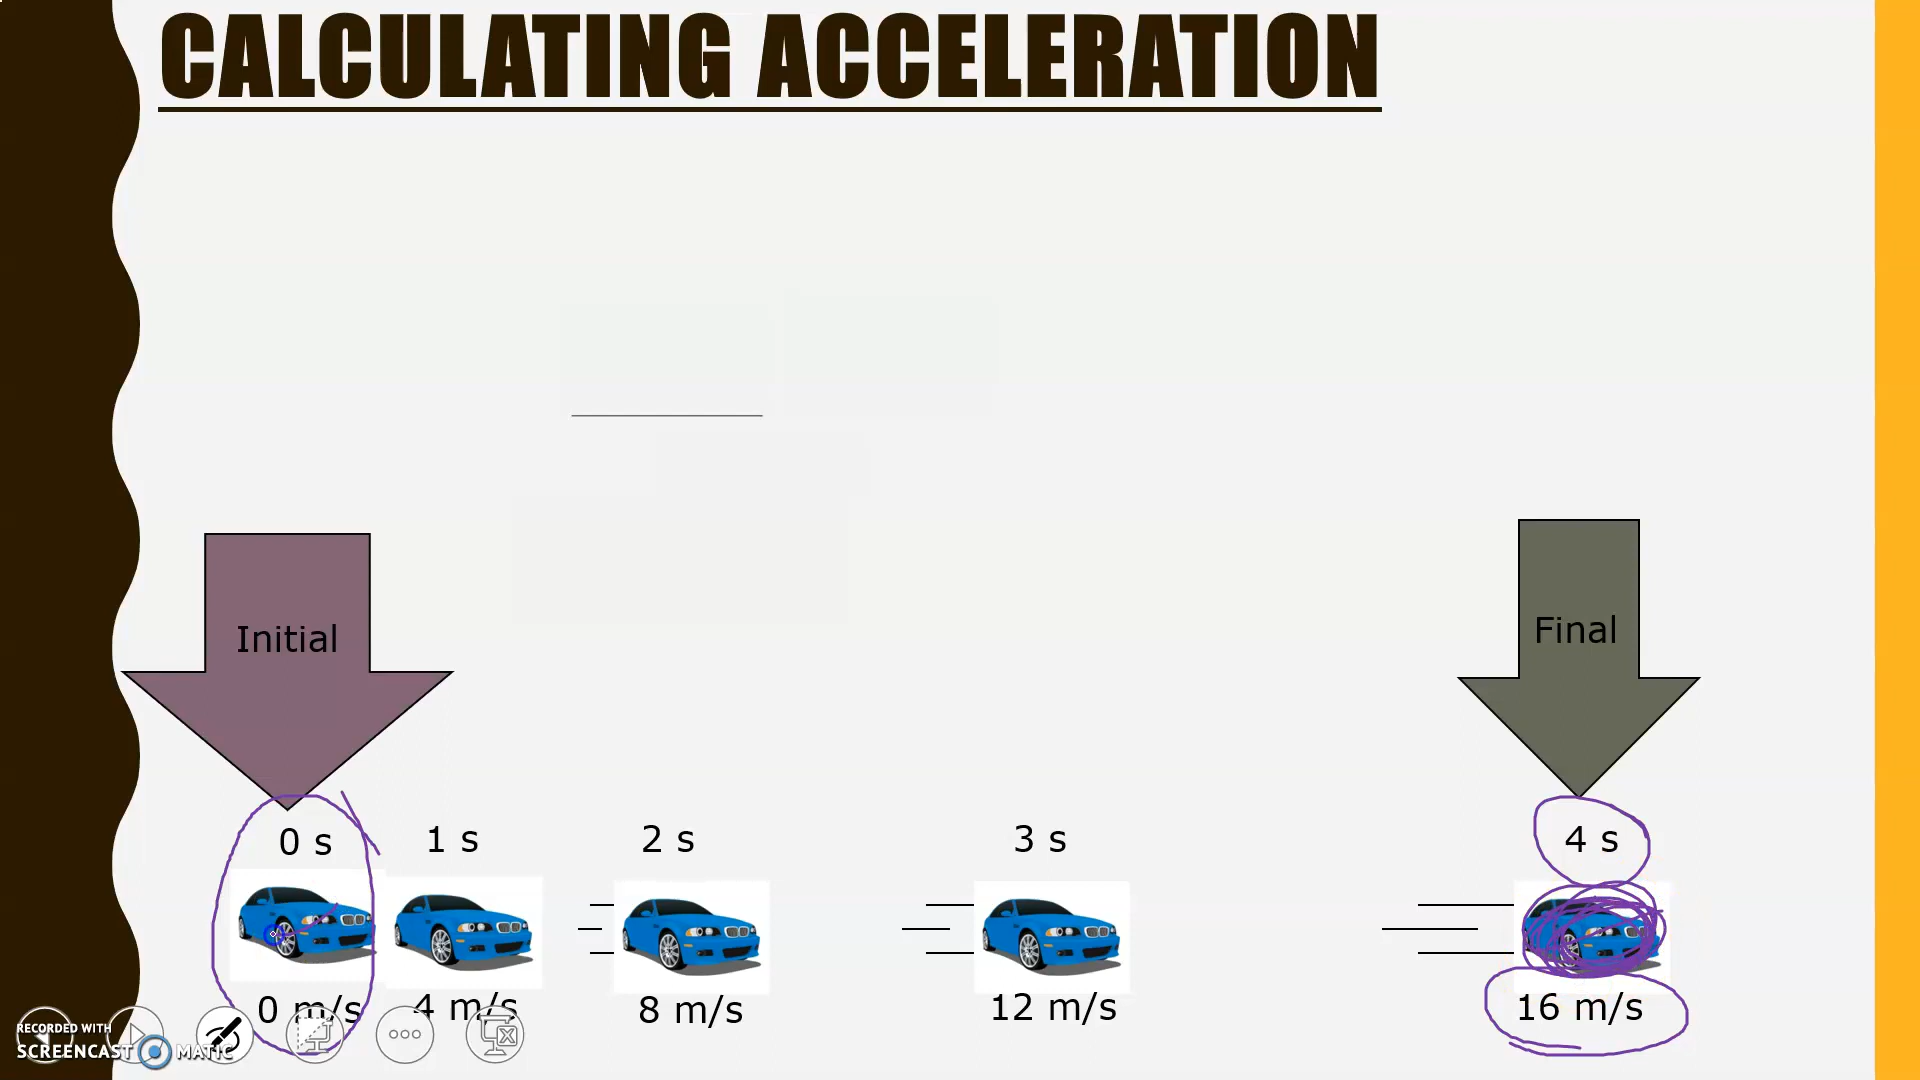 CALCULATING ACCELERATION
Initial
Final
0 s
1 s
2 s
3 s
4 s
0 m/s
4 m/s
8 m/s
12 m/s
16 m/s
RECORDED WITH
SCREENCAST MATIC